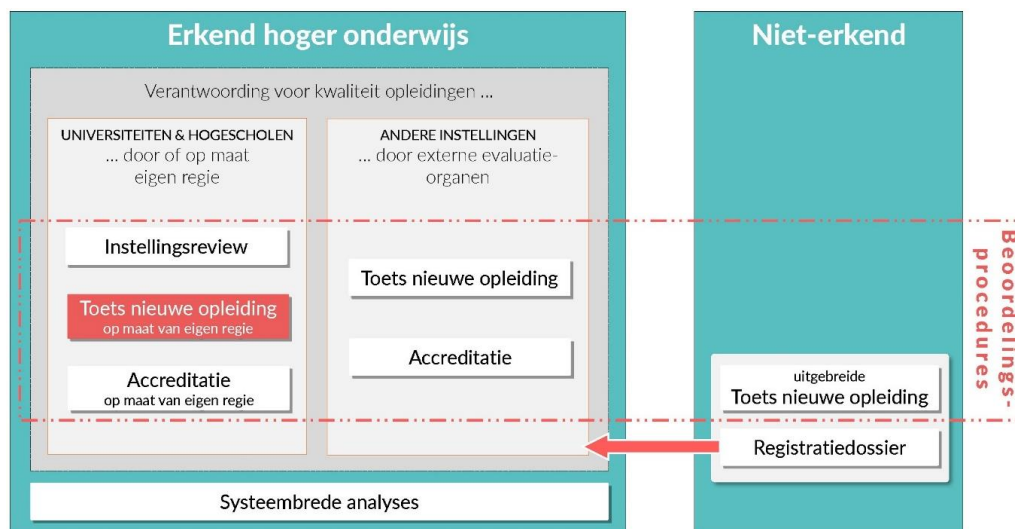 Erkend hoger onderwijs
Verantwoording voor kwaliteit opleidingen ...
UNIVERSITEITEN & HOGESCHOLEN
... door of op maat
eigen regie
Instellingsreview
Toets nieuwe opleiding
op maat van eigen regie
Accreditatie
op maat van eigen regie
ANDERE INSTELLINGEN
... door externe evaluatie-
organen
Toets nieuwe opleiding
Accreditatie
Systeembrede analyses
Niet-erkend
uitgebreide
Toets nieuwe opleiding
Registratiedossier
Beoordelings-
procedures